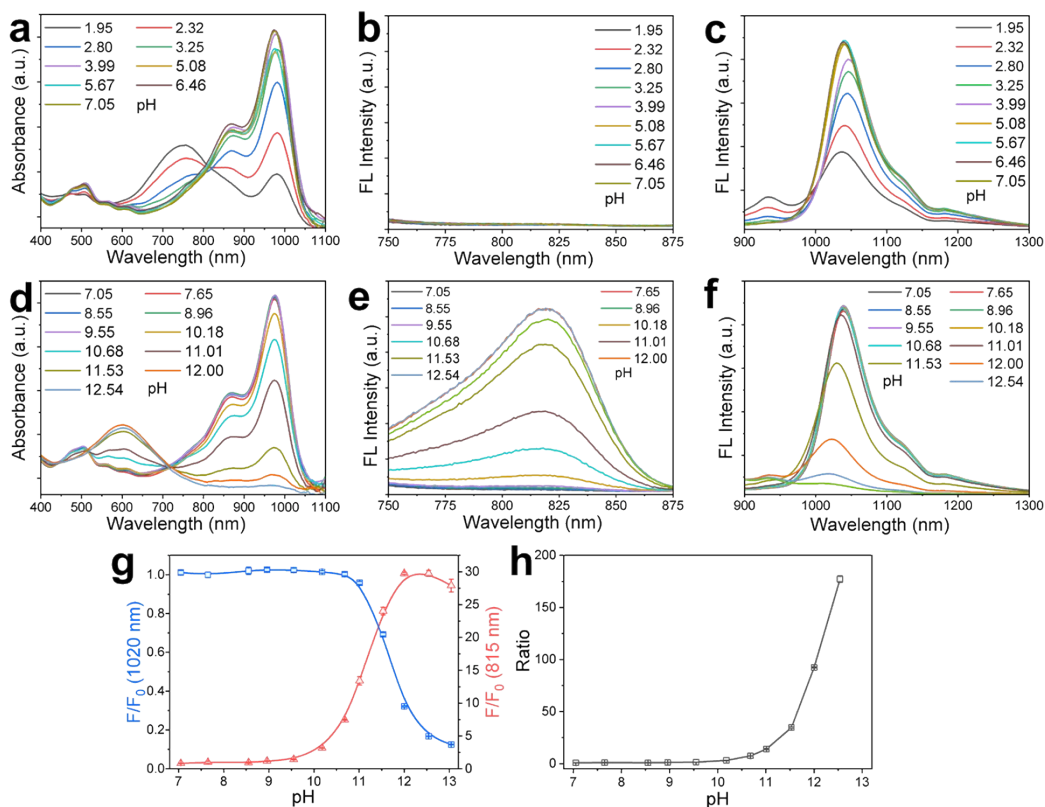 a
1.95 2.32
2.80 3.25
3.99 5.08
5.67 6.46
7.05 pH
Absorbance (a.u.)
400 500 600 700 800 900 1000 1100
Wavelength (nm)
b
1.95
2.32
2.80
3.25
3.99
5.08
5.67
6.46
7.05
pH
FL Intensity (a.u.)
750 775 800 825 850 875
Wavelength (nm)
c
1.95
2.32
2.80
3.25
3.99
5.08
5.67
6.46
7.05
pH
FL Intensity (a.u.)
900 1000 1100 1200 1300
Wavelength (nm)
d
7.05 7.65
8.55 8.96
9.55 10.18
10.68 11.01
11.53 12.00
12.54 pH
Absorbance (a.u.)
400 500 600 700 800 900 1000 1100
Wavelength (nm)
e
7.05 7.65
8.55 8.96
9.55 10.18
10.68 11.01
11.53 12.00
12.54 pH
FL Intensity (a.u.)
750 775 800 825 850 875
Wavelength (nm)
f
7.05 7.65
8.55 8.96
9.55 10.18
10.68 11.01
11.53 12.00
pH 12.54
FL Intensity (a.u.)
900 1000 1100 1200 1300
Wavelength (nm)
g
F/F0 (1020 nm)
1.0
0.8
0.6
0.4
0.2
0.0
30
25
20
15
10
5
0
F/F0 (815 nm)
7 8 9 10 11 12 13
pH
h
Ratio
200
150
100
50
0
7 8 9 10 11 12 13
pH